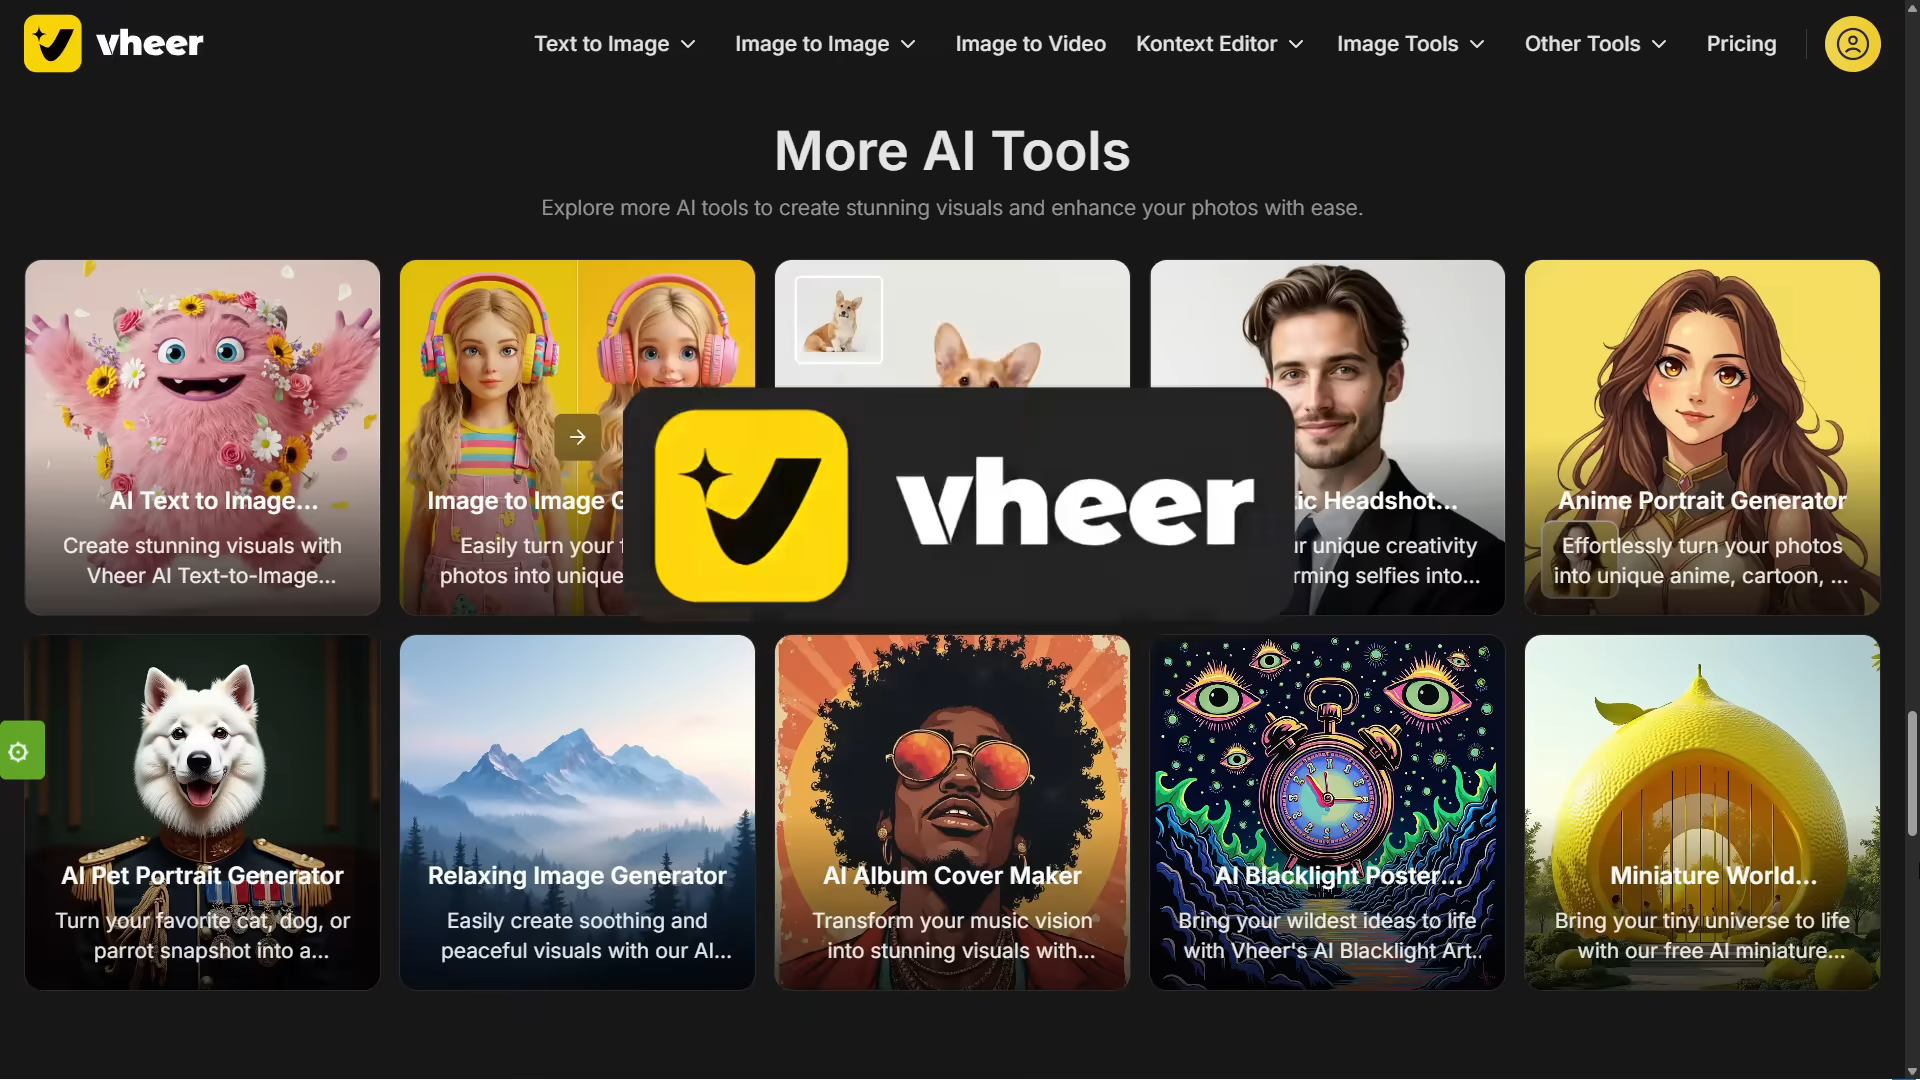 vheer
Text to Image
Image to Image
Image to Video
Kontext Editor
Image Tools
Other Tools
Pricing
More AI Tools
Explore more AI tools to create stunning visuals and enhance your photos with ease.
AI Text to Image...
Create stunning visuals with
Vheer AI Text-to-Image...
Image to Image G
Easily turn your
photos into unique
vheer
ic Headshot...
r unique creativity
rming selfies into...
Anime Portrait Generator
Effortlessly turn your photos
into unique anime, cartoon, ...
AI Pet Portrait Generator
Turn your favorite cat, dog, or
parrot snapshot into a...
Relaxing Image Generator
Easily create soothing and
peaceful visuals with our AI...
AI Album Cover Maker
Transform your music vision
into stunning visuals with...
AI Blacklight Poster...
Bring your wildest ideas to life
with Vheer's AI Blacklight Art..
Miniature World...
Bring your tiny universe to life
with our free AI miniature...